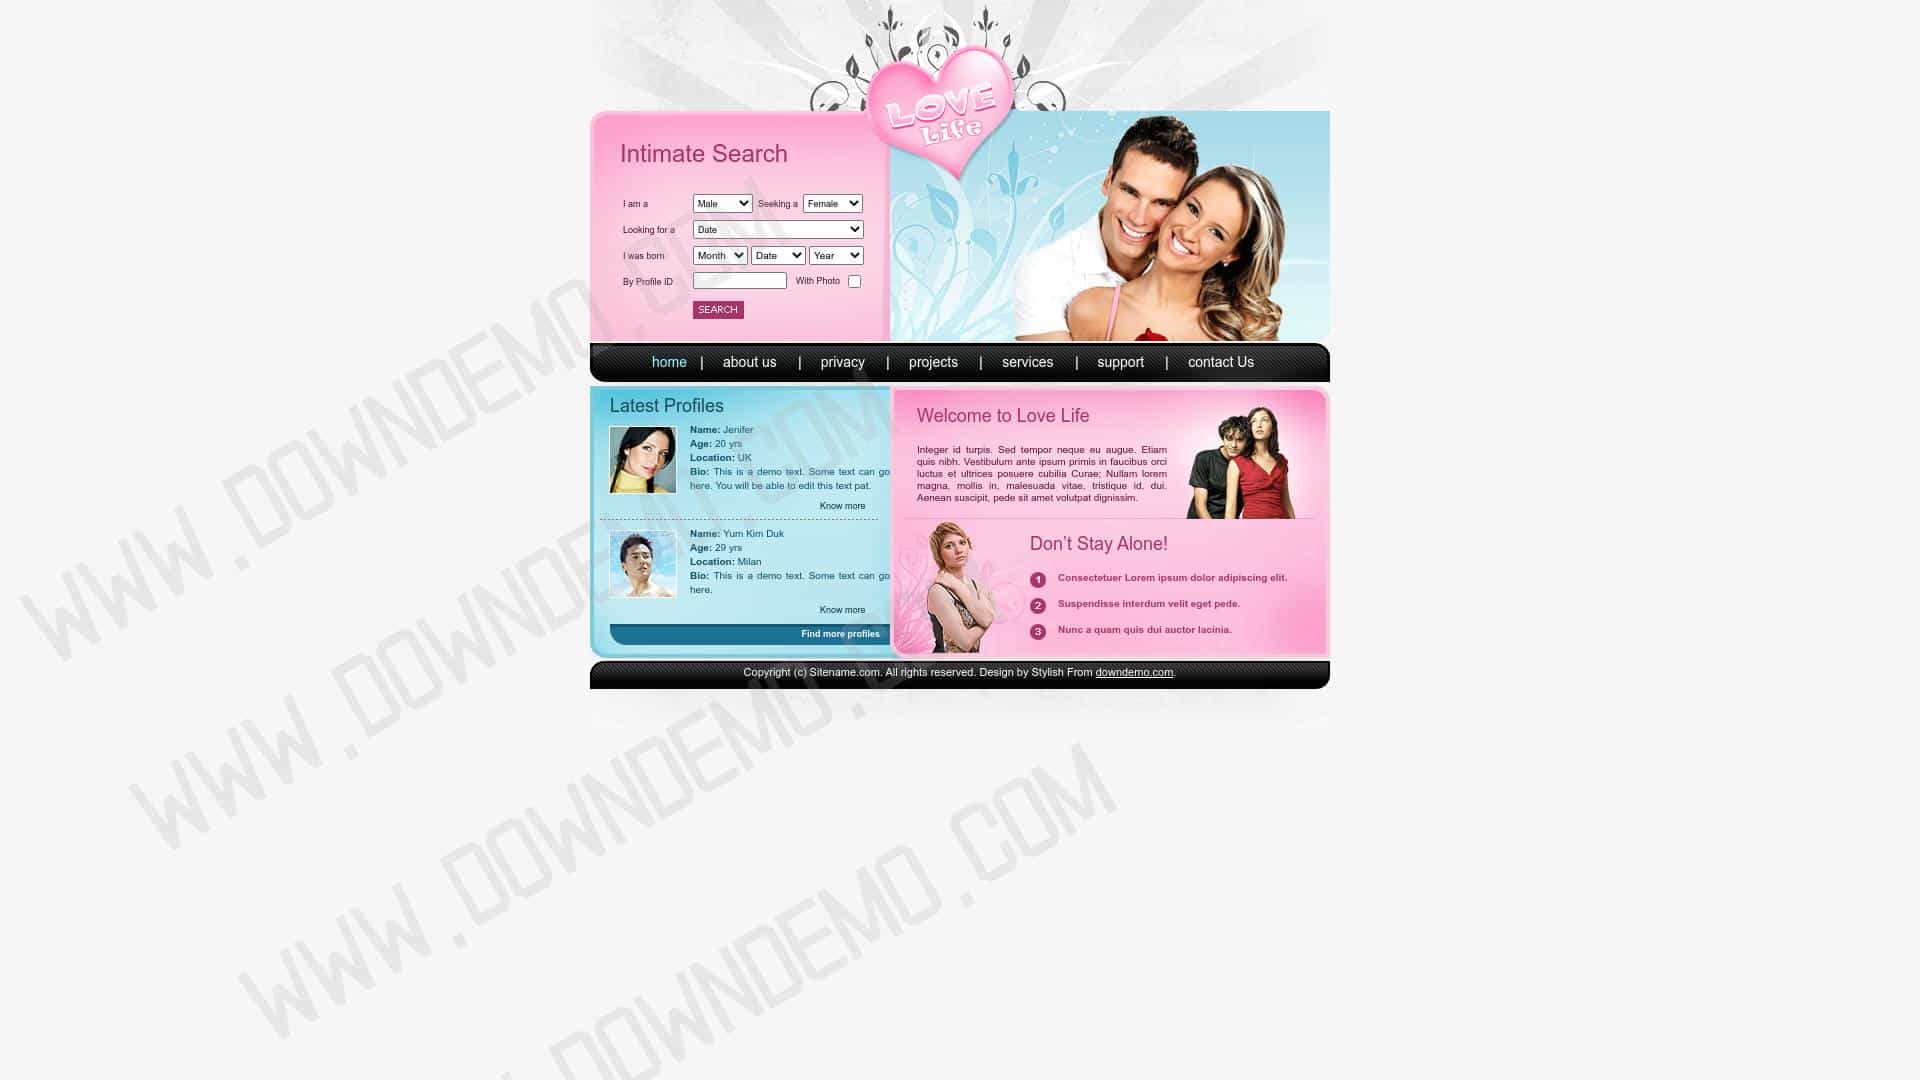 LOVE
Life
Intimate Search
I am a Male Seeking a Female
Looking for a Date
I was born Month Date Year
By Profile ID With Photo
SEARCH
home | about us | privacy | projects | services | support | contact Us
Latest Profiles
Name: Jenifer
Age: 20 yrs
Location: UK
Bio: This is a demo text. Some text can go
here. You will be able to edit this text pat.
Know more
Name: Yum Kim Duk
Age: 29 yrs
Location: Milan
Bio: This is a demo text. Some text can go
here.
Know more
Find more profiles
Welcome to Love Life
Integer id turpis. Sed tempor neque eu augue. Etiam
quis nibh. Vestibulum ante ipsum primis in faucibus orci
luctus et ultrices posuere cubilia Curae; Nullam lorem
magna, mollis in, malesuada vitae, tristique id, dui.
Aenean suscipit, pede sit amet volutpat dignissim.
Don't Stay Alone!
1 Consectetuer Lorem ipsum dolor adipiscing elit.
2 Suspendisse interdum velit eget pede.
3 Nunc a quam quis dui auctor lacinia.
Copyright (c) Sitename.com. All rights reserved. Design by Stylish From downdemo.com.
WWW.DOWNDEMO.COM
WWW.DOWNDEMO.COM
WWW.DOWNDEMO.COM
.DOWNDEMO.COM